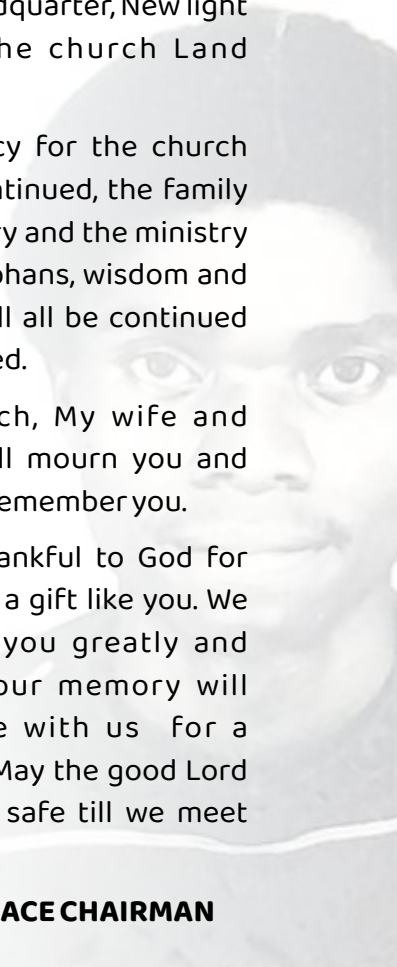 dquarter, New light
he church Land
cy for the church
ntinued, the family
ry and the ministry
phans, wisdom and
ll all be continued
ed.
ch, My wife and
ll mourn you and
emember you.
ankful to God for
a gift like you. We
you greatly and
our memory will
e with us for a
May the good Lord
safe till we meet
ACE CHAIRMAN